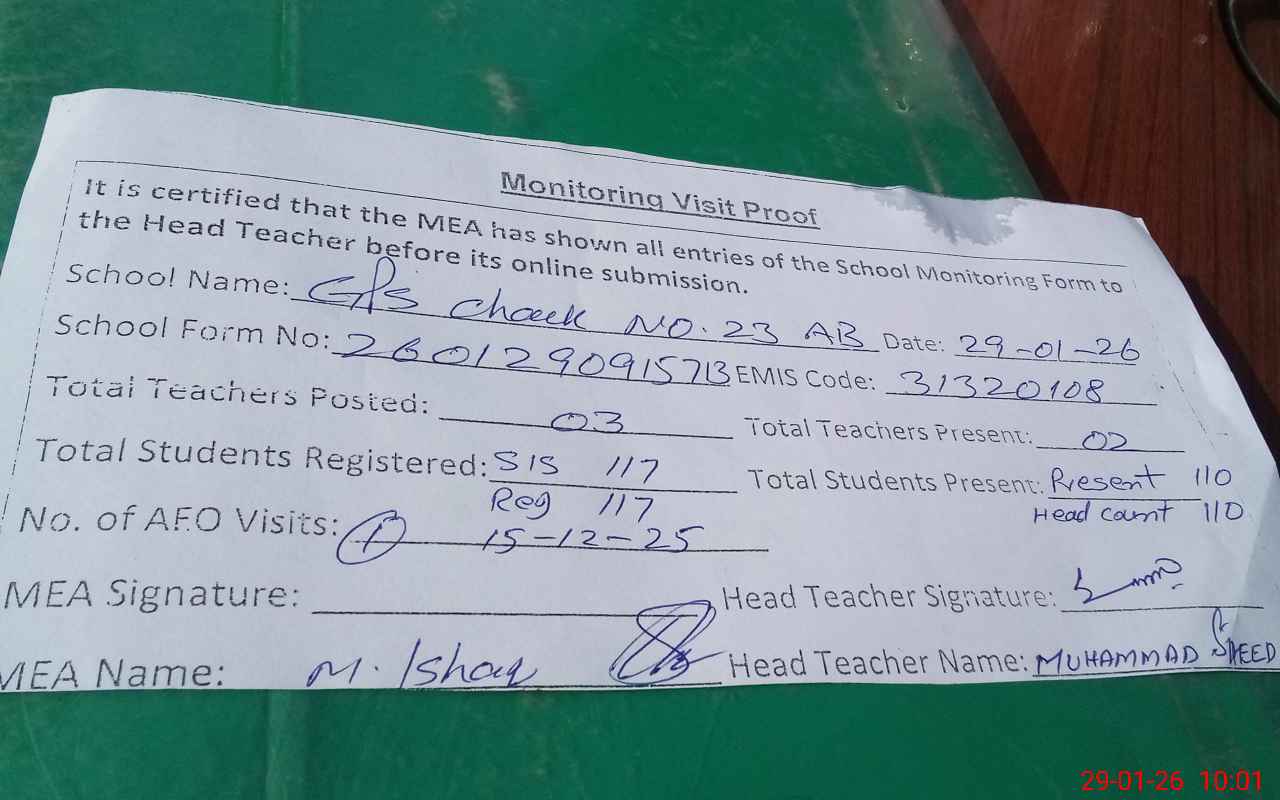 Monitoring Visit Proof
It is certified that the MEA has shown all entries of the School Monitoring Form to
the Head Teacher before its online submission.
School Name: GPS Chack NO. 23 AB Date: 29-01-26
School Form No: 260129091573 EMIS Code: 31320108
Total Teachers Posted: 03 Total Teachers Present: 02
Total Students Registered: SIS 117 Total Students Present: Present 110
Reg 117 Head count 110
No. of AEO Visits: 1 15-12-25
MEA Signature: Head Teacher Signature:
MEA Name: M. Ishaq Head Teacher Name: MUHAMMAD SAEED
29-01-26 10:01